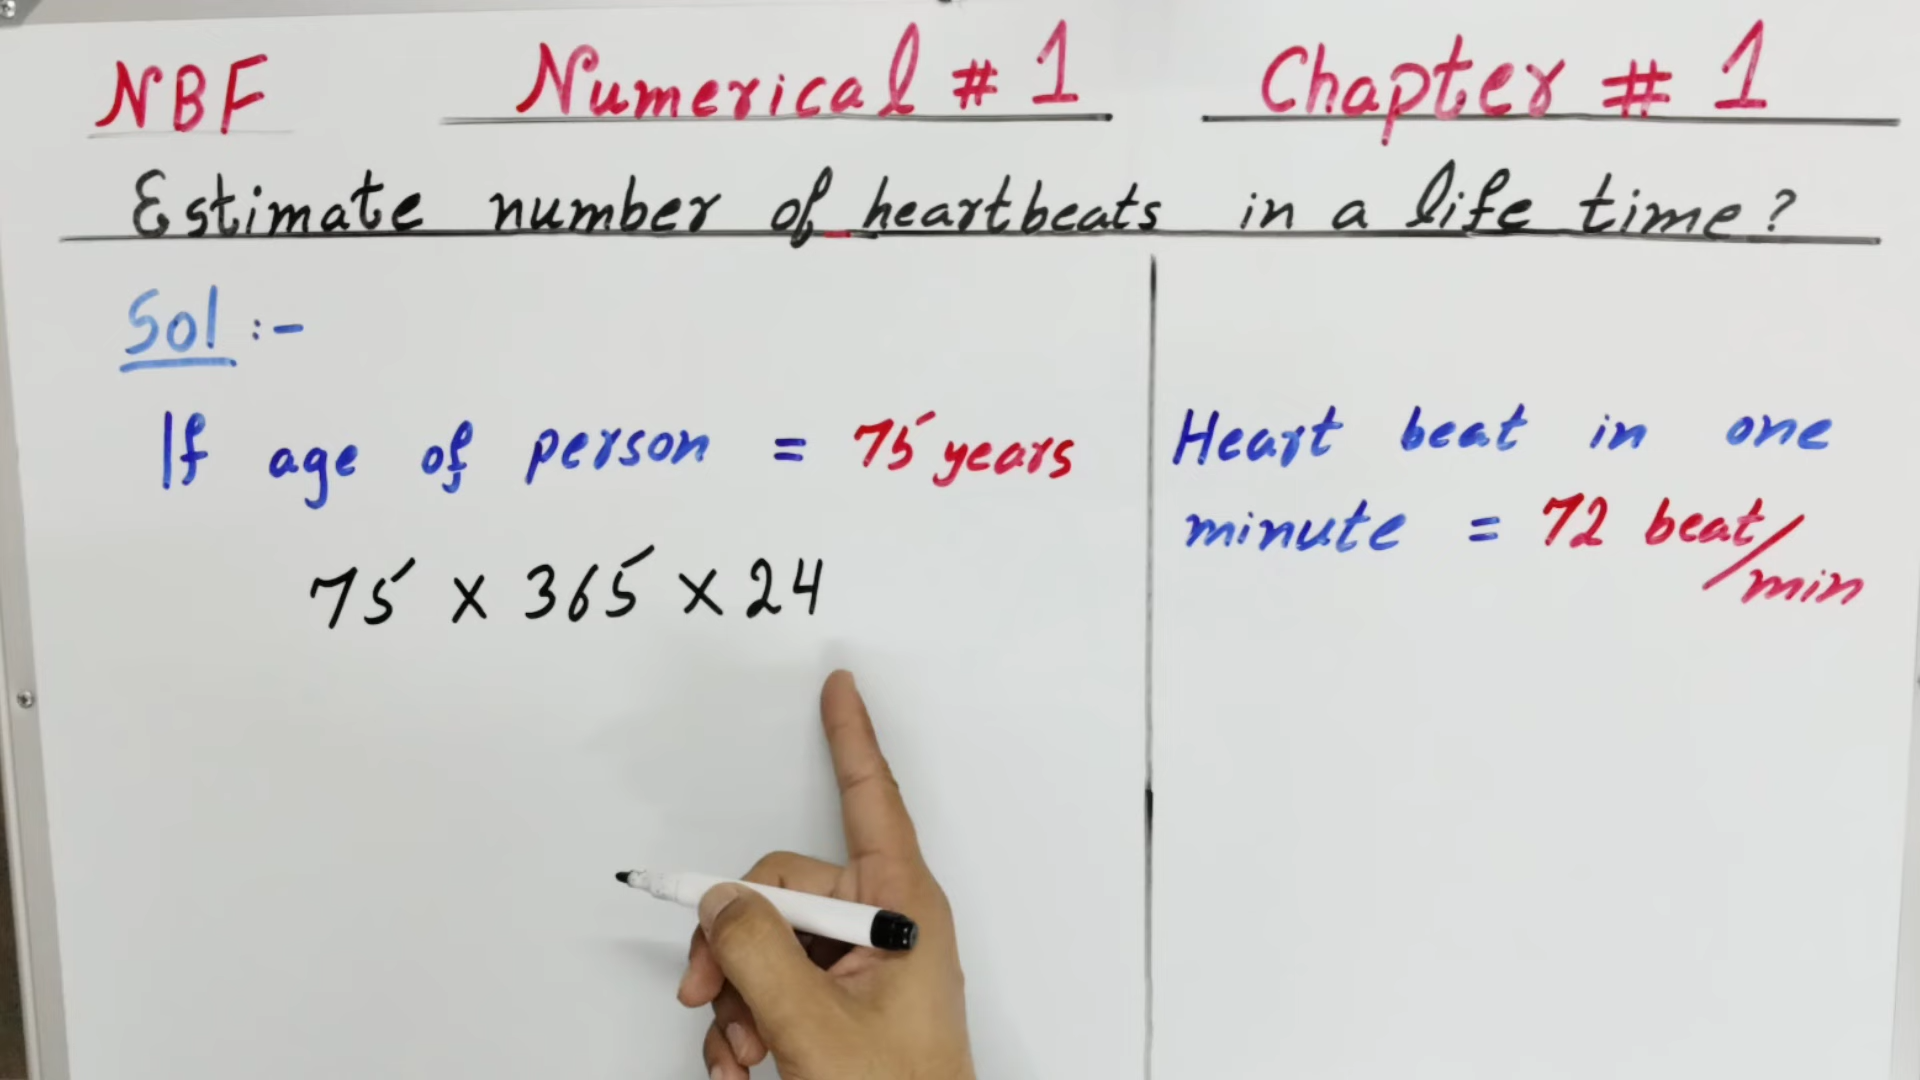 NBF Numerical # 1 Chapter # 1
Estimate number of heartbeats in a life time?
Sol :-
If age of person = 75 years
75 × 365 × 24
Heart beat in one
minute = 72 beat/
min